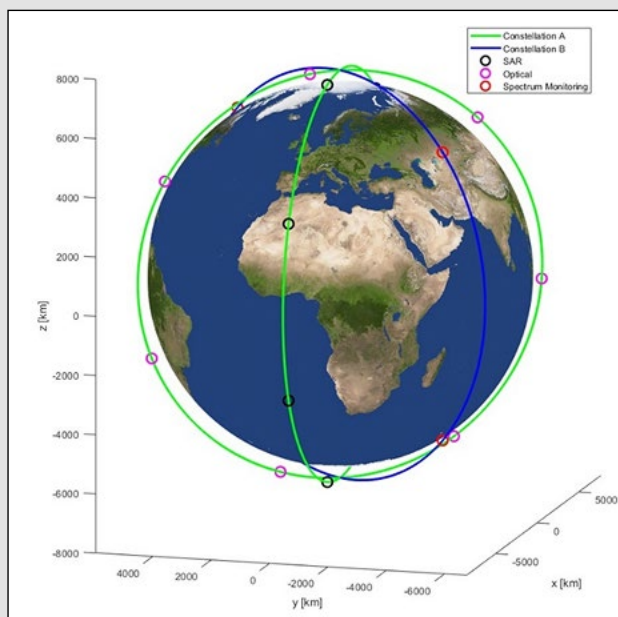 Constellation A
Constellation B
SAR
Optical
Spectrum Monitoring
8000
6000
4000
2000
0
-2000
-4000
-6000
-8000
z [km]
4000
2000
0
-2000
-4000
-6000
y [km]
5000
0
-5000
x [km]